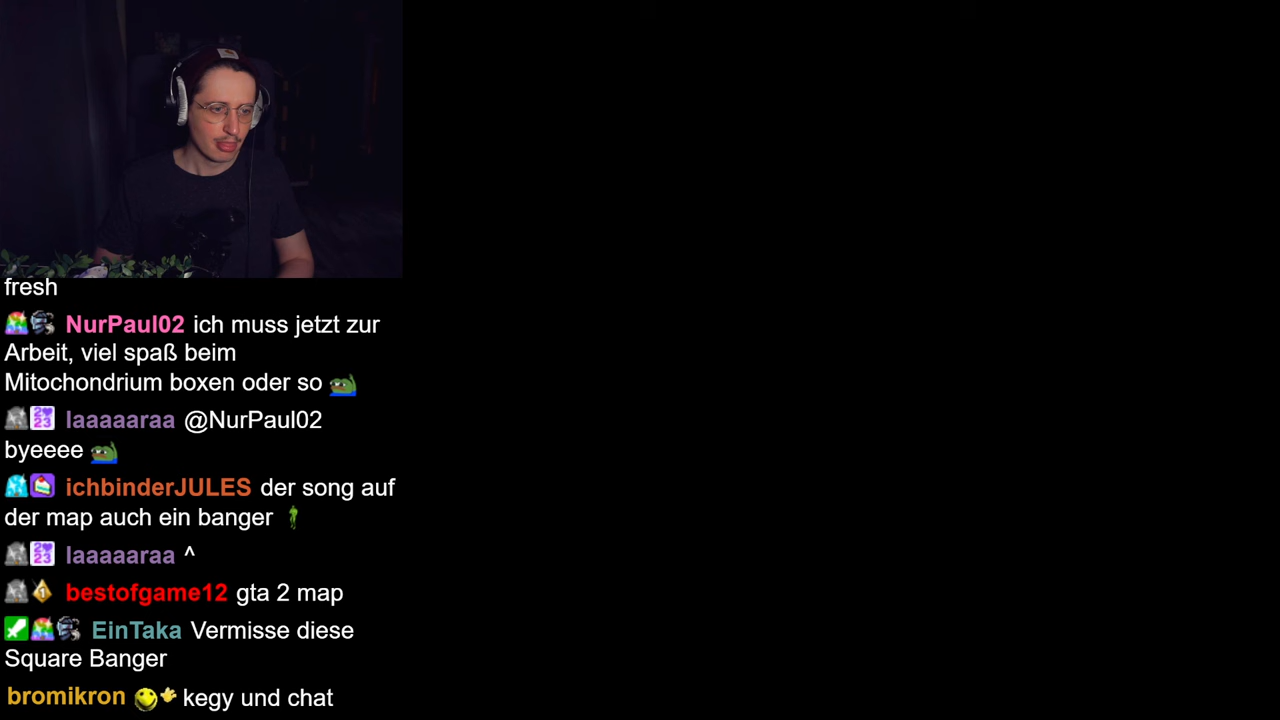 fresh
NurPaul02 ich muss jetzt zur
Arbeit, viel spaß beim
Mitochondrium boxen oder so
laaaaaraa @NurPaul02
byeeee
ichbinderJULES der song auf
der map auch ein banger
laaaaaraa ^
bestofgame12 gta 2 map
EinTaka Vermisse diese
Square Banger
bromikron kegy und chat